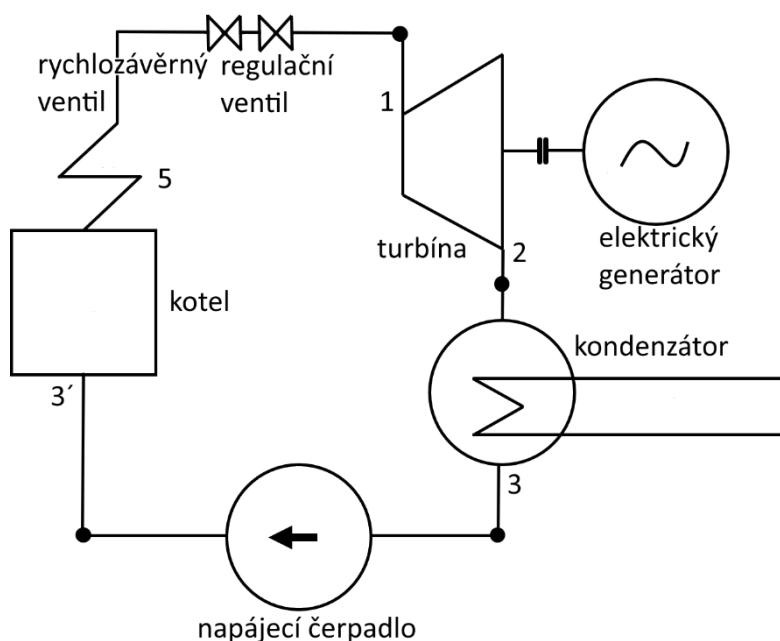 rychlozávěrný
ventil
regulační
ventil
1
5
turbína
2
elektrický
generátor
kotel
kondenzátor
3´
3
napájecí čerpadlo